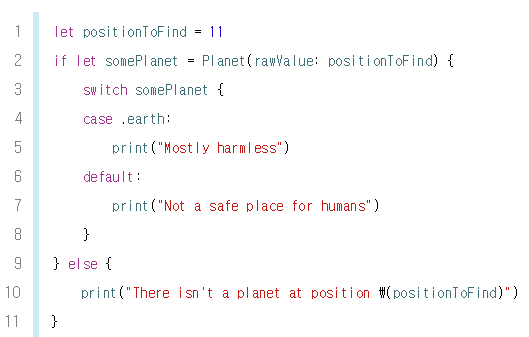 1 let positionToFind = 11
2 if let somePlanet = Planet(rawValue: positionToFind) {
3 switch somePlanet {
4 case .earth:
5 print("Mostly harmless")
6 default:
7 print("Not a safe place for humans")
8 }
9 } else {
10 print("There isn't a planet at position ₩(positionToFind)")
11 }